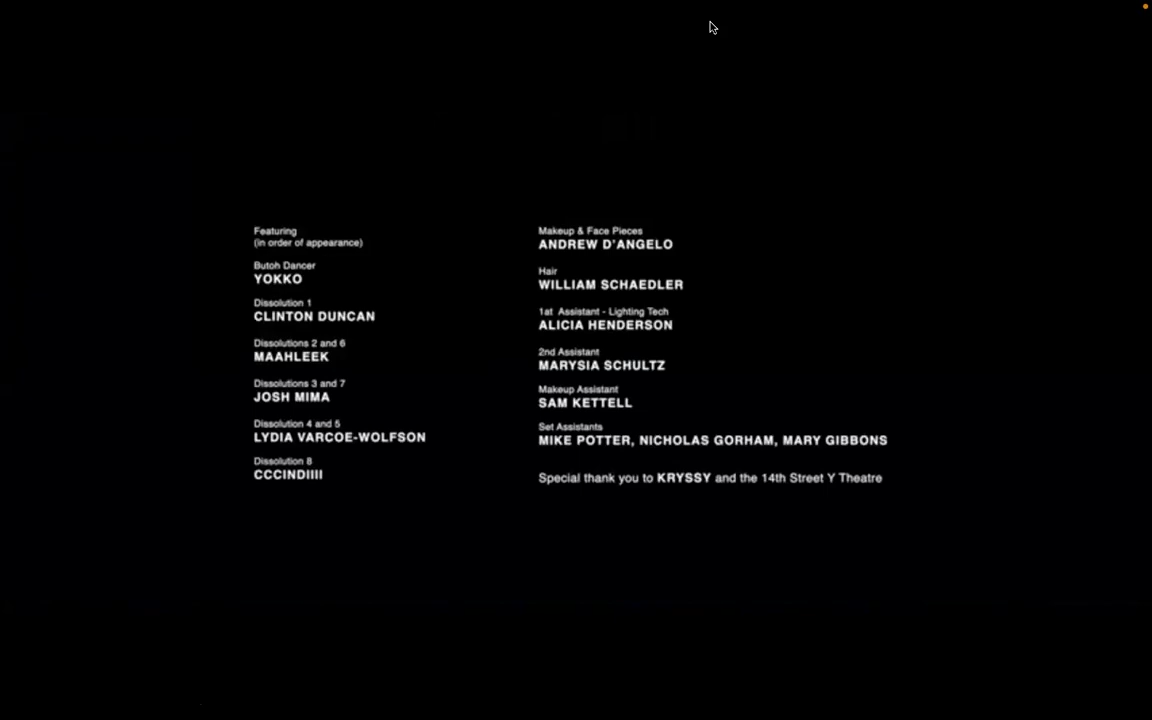 Featuring
(in order of appearance)
Butoh Dancer
YOKKO
Dissolution 1
CLINTON DUNCAN
Dissolutions 2 and 6
MAAHLEEK
Dissolutions 3 and 7
JOSH MIMA
Dissolution 4 and 5
LYDIA VARCOE-WOLFSON
Dissolution 8
CCCINDIIII
Makeup & Face Pieces
ANDREW D'ANGELO
Hair
WILLIAM SCHAEDLER
1at Assistant - Lighting Tech
ALICIA HENDERSON
2nd Assistant
MARYSIA SCHULTZ
Makeup Assistant
SAM KETTELL
Set Assistants
MIKE POTTER, NICHOLAS GORHAM, MARY GIBBONS
Special thank you to KRYSSY and the 14th Street Y Theatre